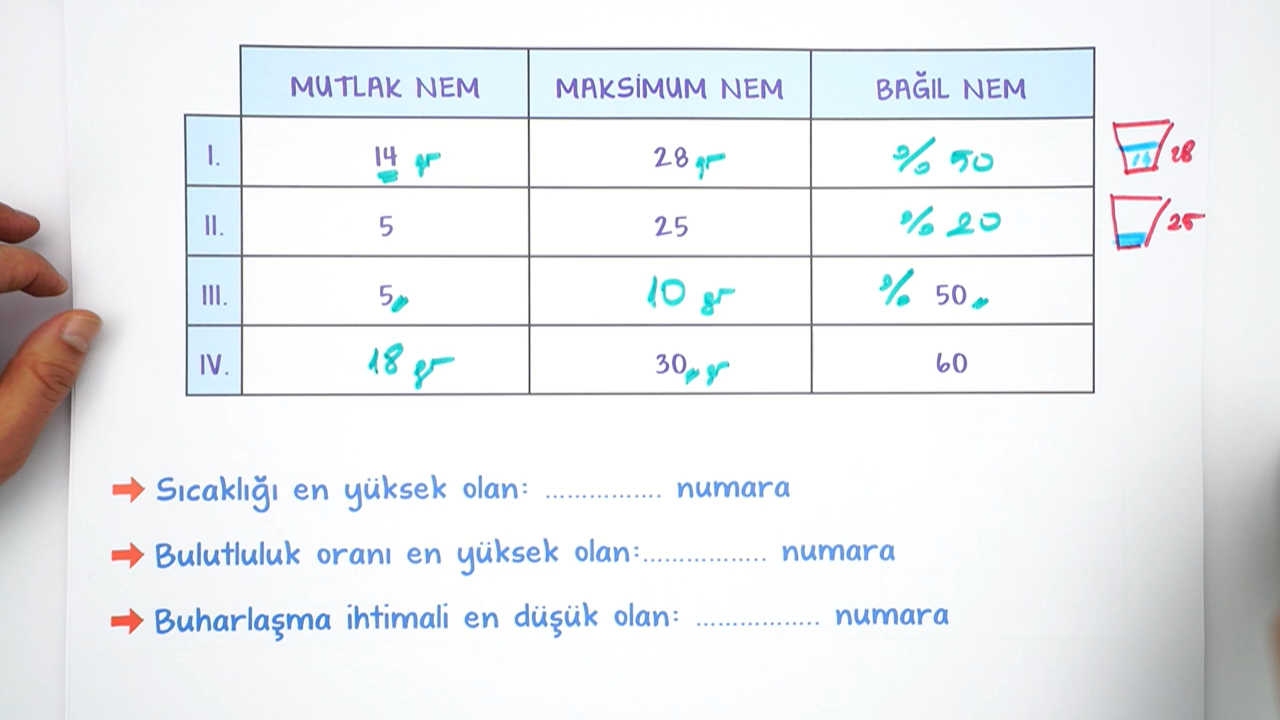 MUTLAK NEM MAKSİMUM NEM BAĞIL NEM
I. 14 gr 28 gr % 50 14 28
II. 5 25 % 20 25
III. 5 10 gr % 50
IV. 18 gr 30 gr 60
Sıcaklığı en yüksek olan: ................ numara
Bulutluluk oranı en yüksek olan:................. numara
Buharlaşma ihtimali en düşük olan: ................. numara